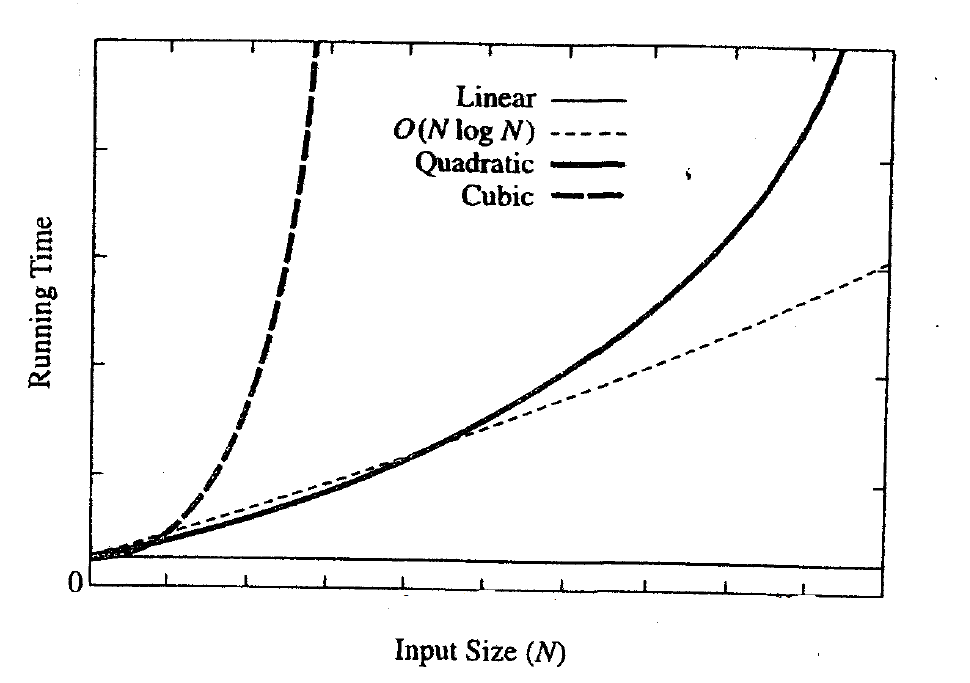 Linear
O(N log N)
Quadratic
Cubic
Running Time
0
Input Size (N)